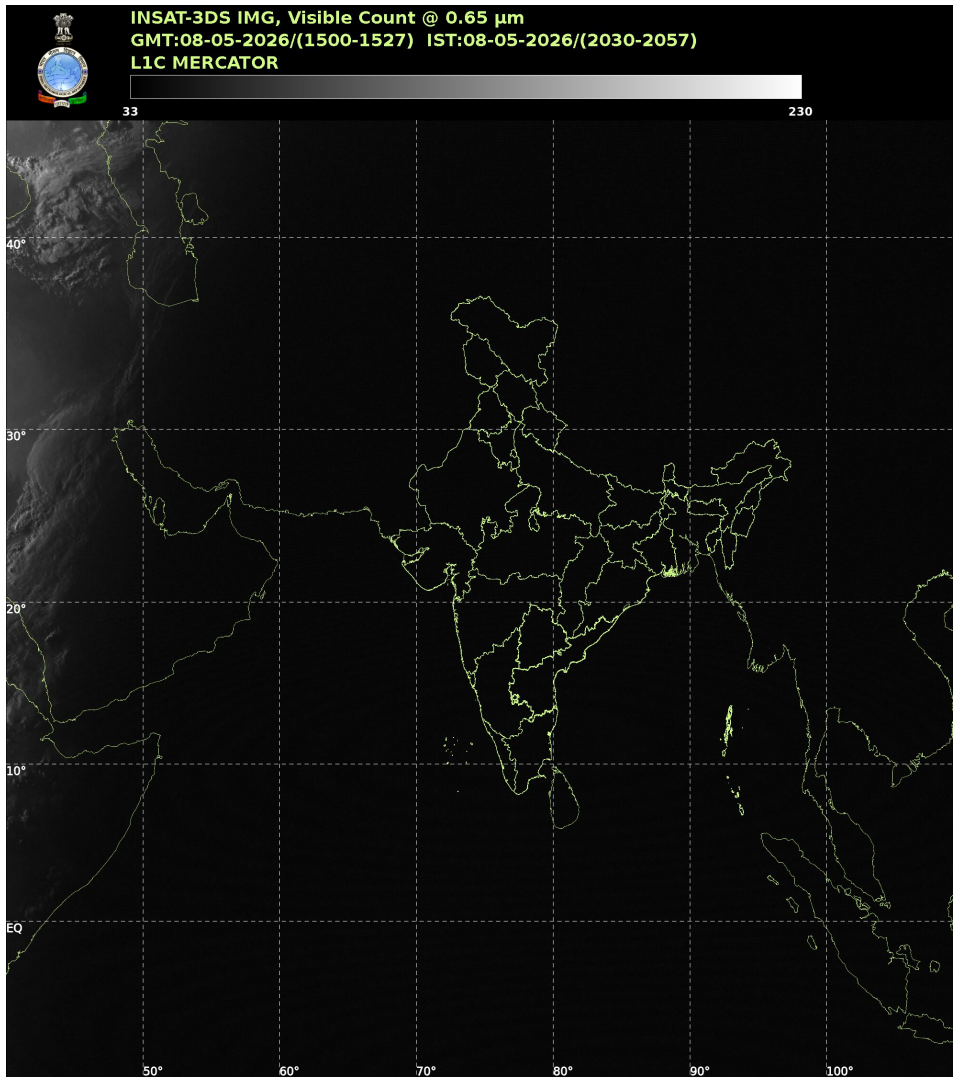 INSAT-3DS IMG, Visible Count @ 0.65 μm
GMT:08-05-2026/(1500-1527) IST:08-05-2026/(2030-2057)
L1C MERCATOR
33 230
40°
30°
20°
10°
EQ
50° 60° 70° 80° 90° 100°